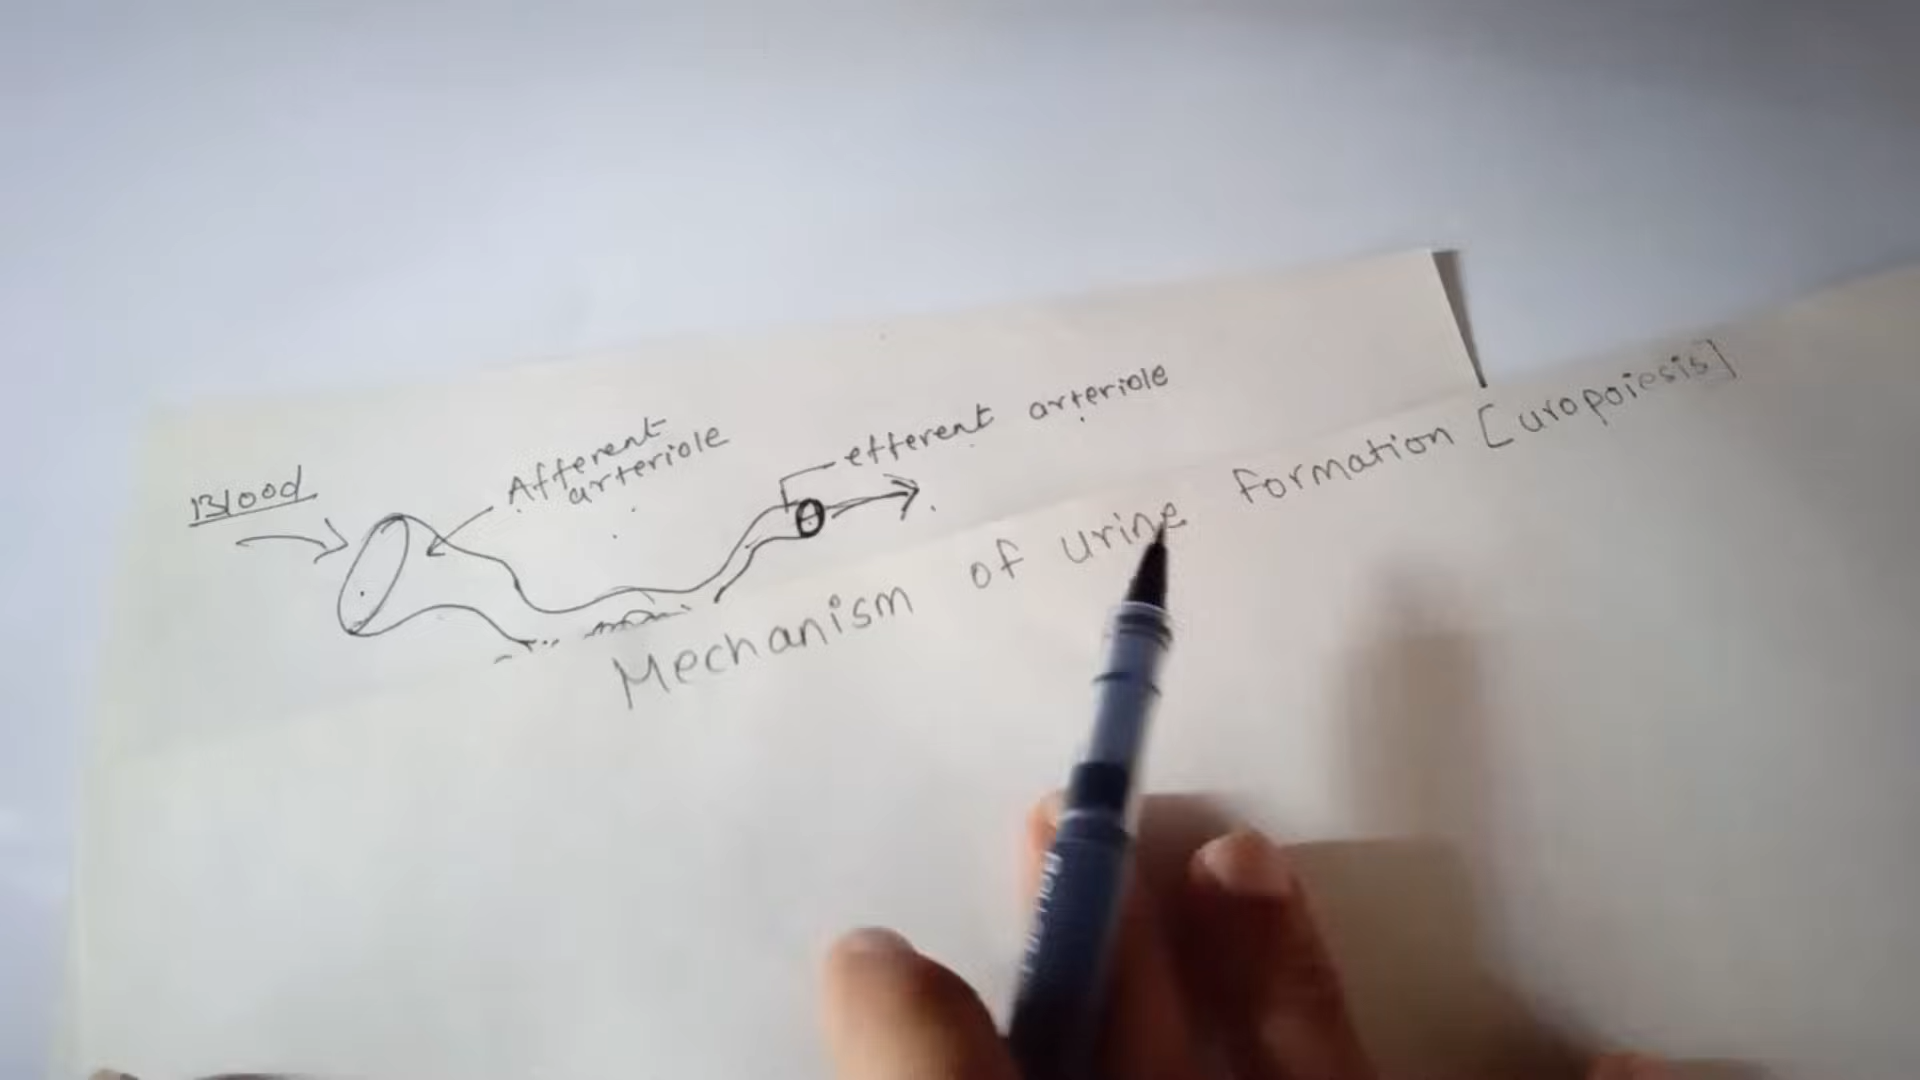 Blood
Afferent
arteriole
efferent arteriole
Mechanism of urine formation [uropoiesis]